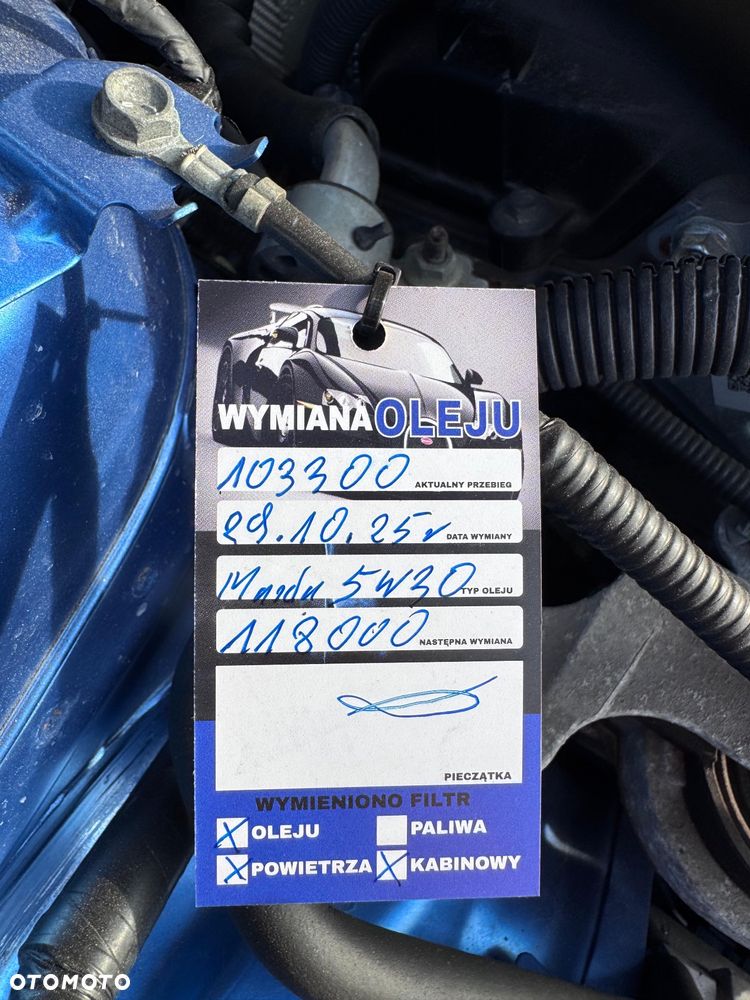 WYMIANA OLEJU
103300 AKTUALNY PRZEBIEG
29.10.25r DATA WYMIANY
Mazda 5W30 TYP OLEJU
118000 NASTĘPNA WYMIANA
PIECZĄTKA
WYMIENIONO FILTR
X OLEJU PALIWA
X POWIETRZA X KABINOWY
OTOMOTO